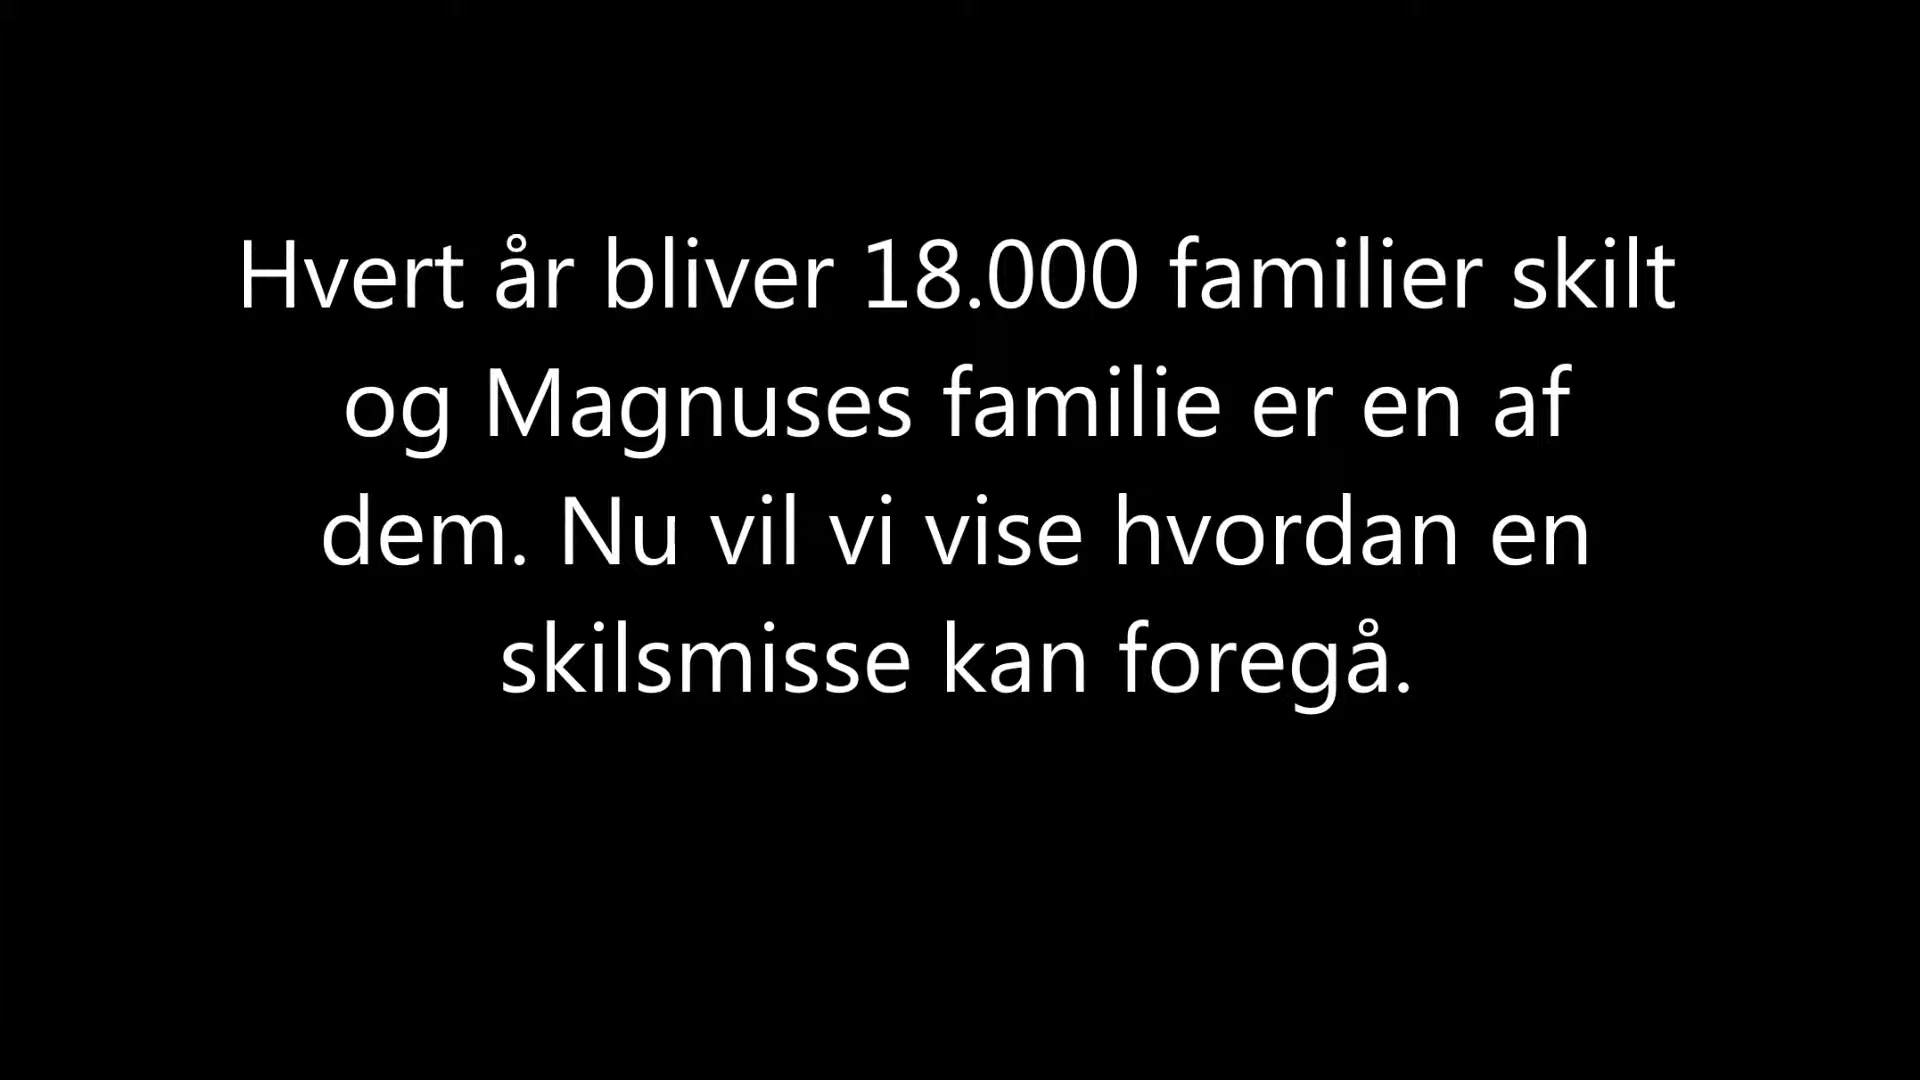 Hvert år bliver 18.000 familier skilt
og Magnuses familie er en af
dem. Nu vil vi vise hvordan en
skilsmisse kan foregå.